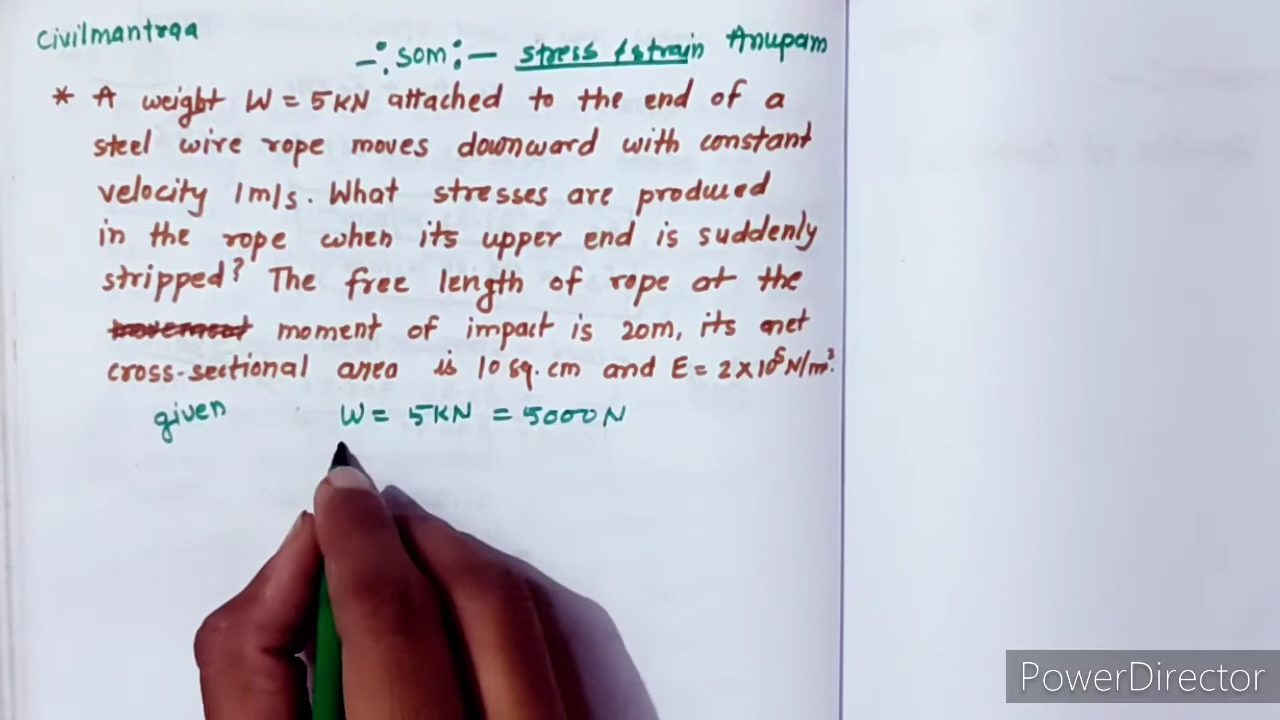 Civilmantraa
-: SOM :- stress & strain Anupam
* A weight W = 5KN attached to the end of a
steel wire rope moves downward with constant
velocity 1m/s. What stresses are produced
in the rope when its upper end is suddenly
stripped? The free length of rope at the
moment of impact is 20m, its net
cross-sectional area is 10 sq.cm and E = 2×10⁵N/m².
given W = 5KN = 5000N
PowerDirector